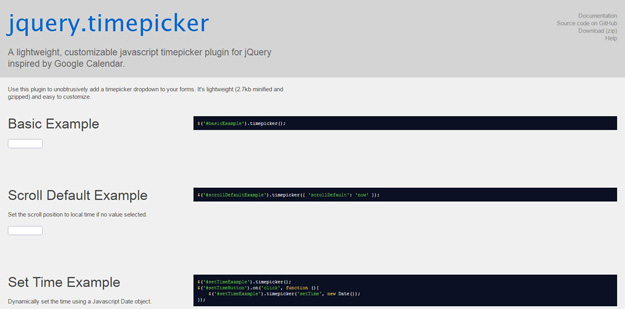 jquery.timepicker
Documentation
Source code on GitHub
Download (zip)
Help
A lightweight, customizable javascript timepicker plugin for jQuery
inspired by Google Calendar.
Use this plugin to unobtrusively add a timepicker dropdown to your forms. It's lightweight (2.7kb minified and
gzipped) and easy to customize.
Basic Example
$('#basicExample').timepicker();
Scroll Default Example
$('#scrollDefaultExample').timepicker({ 'scrollDefault': 'now' });
Set the scroll position to local time if no value selected.
Set Time Example
$('#setTimeExample').timepicker();
$('#setTimeButton').on('click', function (){
$('#setTimeExample').timepicker('setTime', new Date());
});
Dynamically set the time using a Javascript Date object.